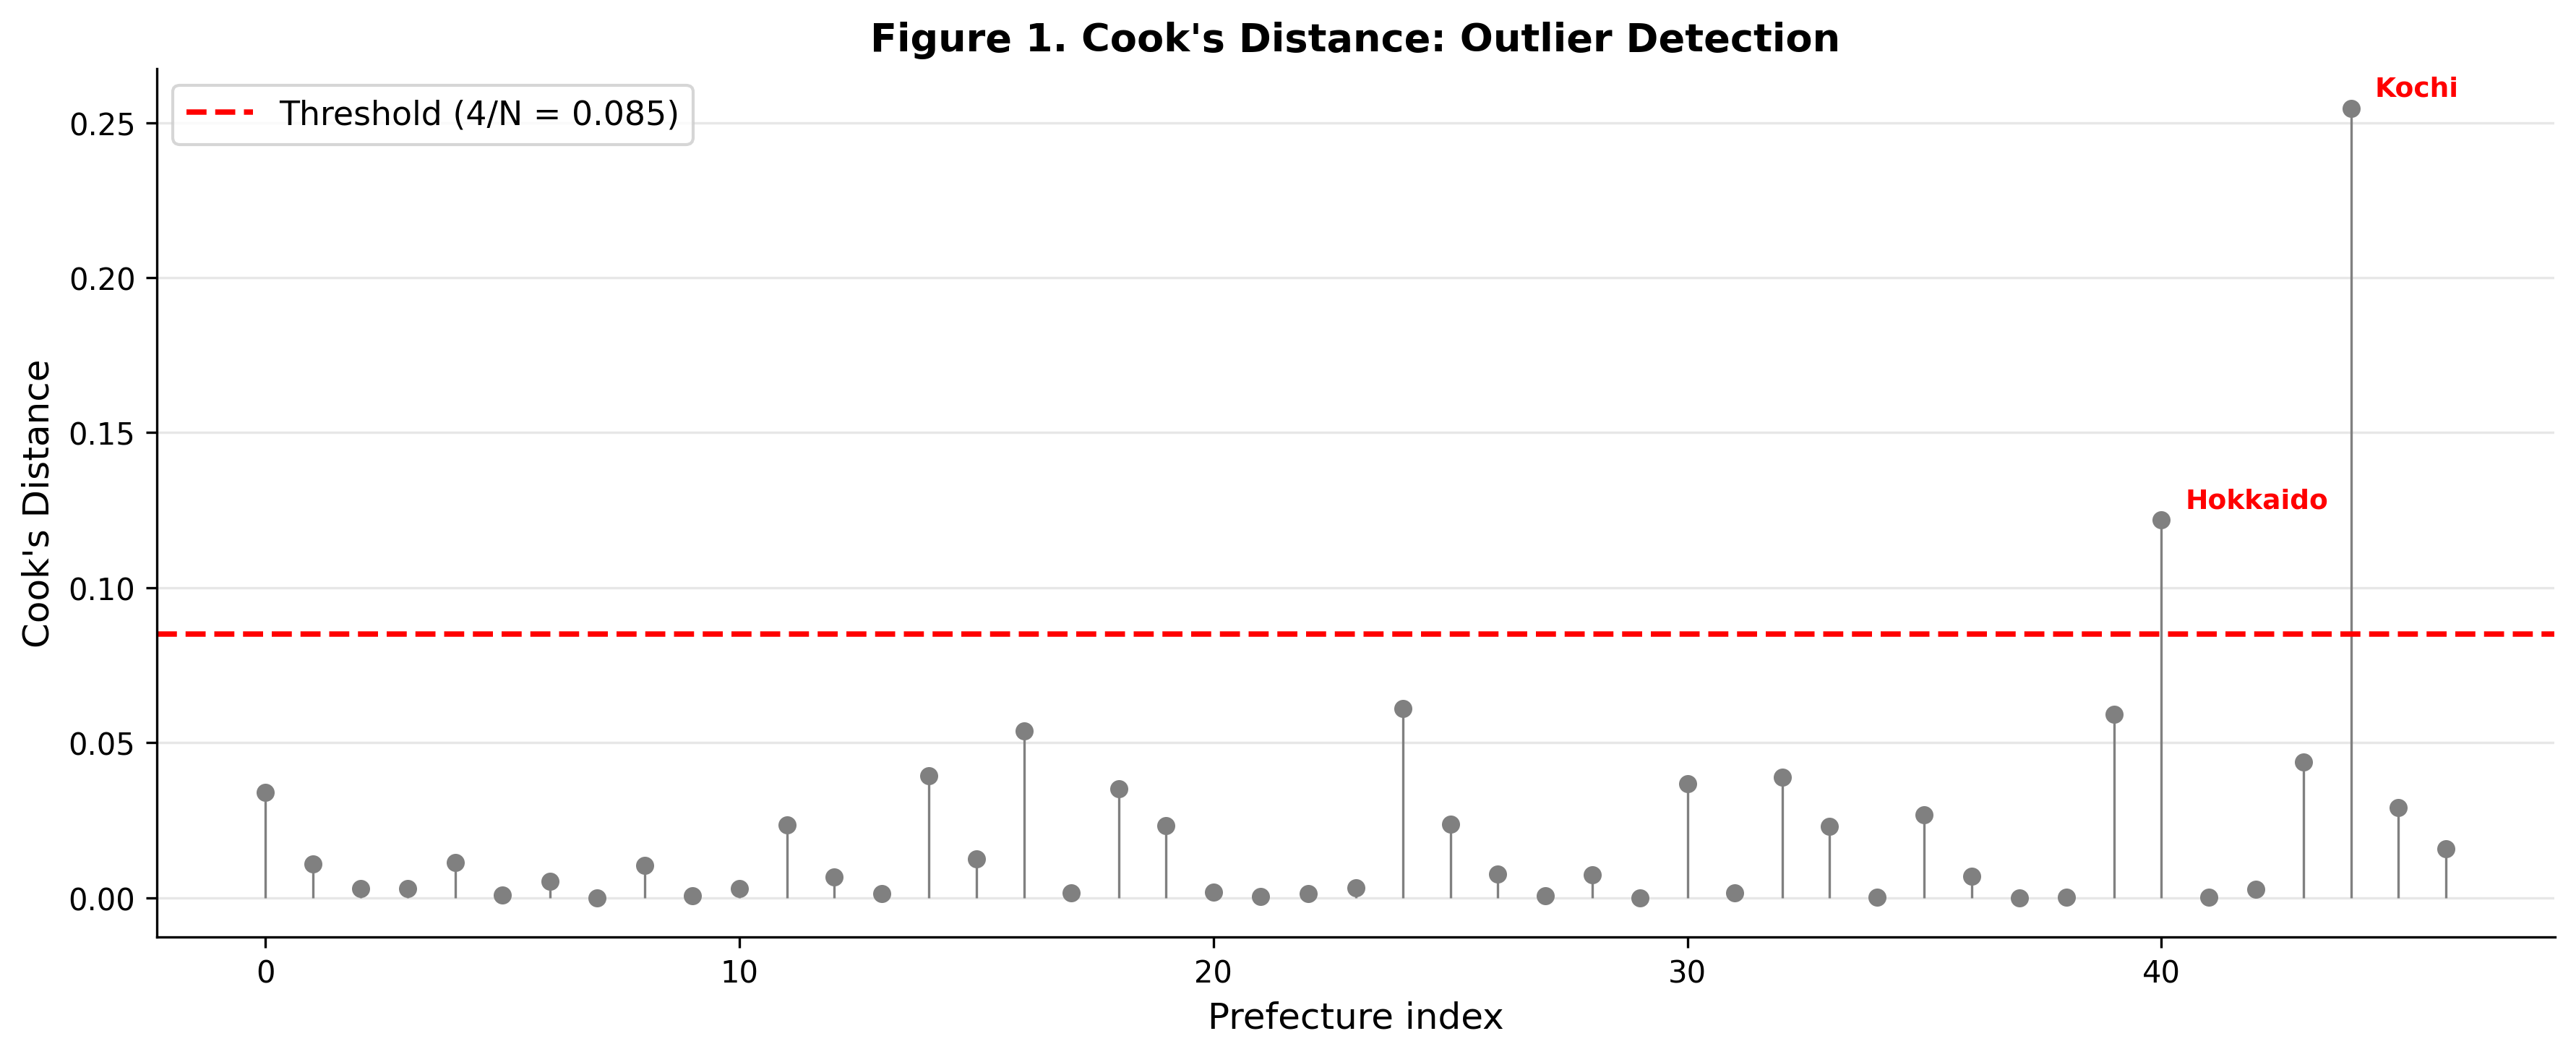 Figure 1. Cook's Distance: Outlier Detection
Threshold (4/N = 0.085)
Kochi
Hokkaido
Cook's Distance
0.25
0.20
0.15
0.10
0.05
0.00
0 10 20 30 40
Prefecture index